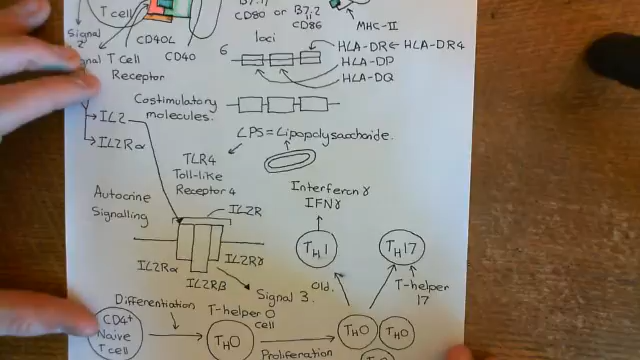 T cell
B7.1/
CD80 or B7.2
CD86
MHC-II
Signal
2
CD40L
CD40
T Cell
Receptor
6 loci
HLA-DR ← HLA-DR4
HLA-DP
HLA-DQ
Costimulatory
molecules.
IL2
IL2Rα
LPS = Lipopolysaccharide.
TLR4
Toll-like
Receptor 4
Autocrine
Signalling
IL2R
IL2Rα
IL2Rβ
IL2Rγ
Signal 3.
Interferon γ
IFNγ
TH1
TH17
Old.
T-helper
17
CD4+
Naive
T cell
Differentiation
T-helper 0
cell
TH0
Proliferation
TH0
TH0